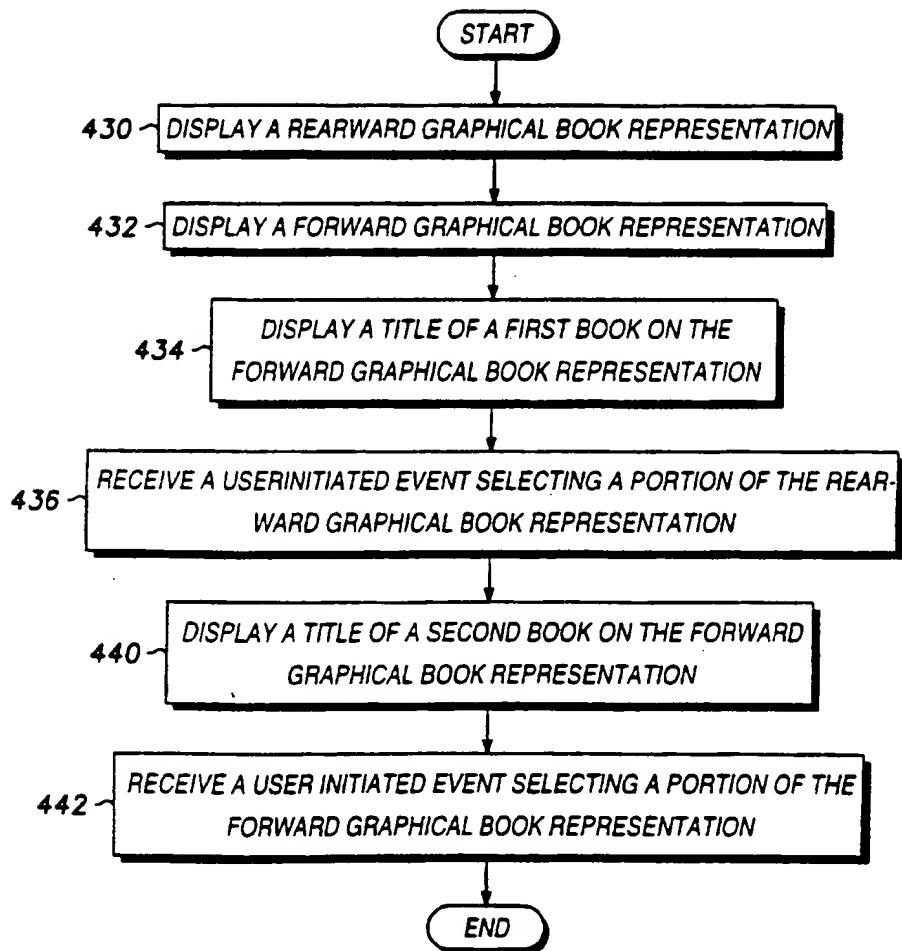 START
430 DISPLAY A REARWARD GRAPHICAL BOOK REPRESENTATION
432 DISPLAY A FORWARD GRAPHICAL BOOK REPRESENTATION
DISPLAY A TITLE OF A FIRST BOOK ON THE
434 FORWARD GRAPHICAL BOOK REPRESENTATION
RECEIVE A USERINITIATED EVENT SELECTING A PORTION OF THE REAR-
436 WARD GRAPHICAL BOOK REPRESENTATION
DISPLAY A TITLE OF A SECOND BOOK ON THE FORWARD
440 GRAPHICAL BOOK REPRESENTATION
RECEIVE A USER INITIATED EVENT SELECTING A PORTION OF THE
442 FORWARD GRAPHICAL BOOK REPRESENTATION
END